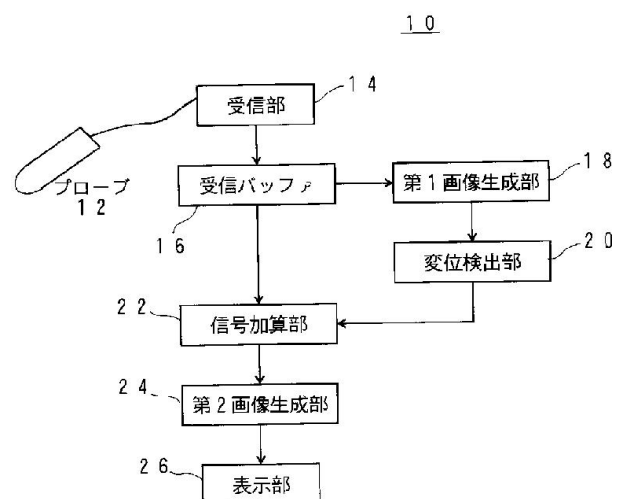 10
受信部
14
プローブ
12
受信バッファ
16
第1画像生成部
18
変位検出部
20
22
信号加算部
24
第2画像生成部
26
表示部